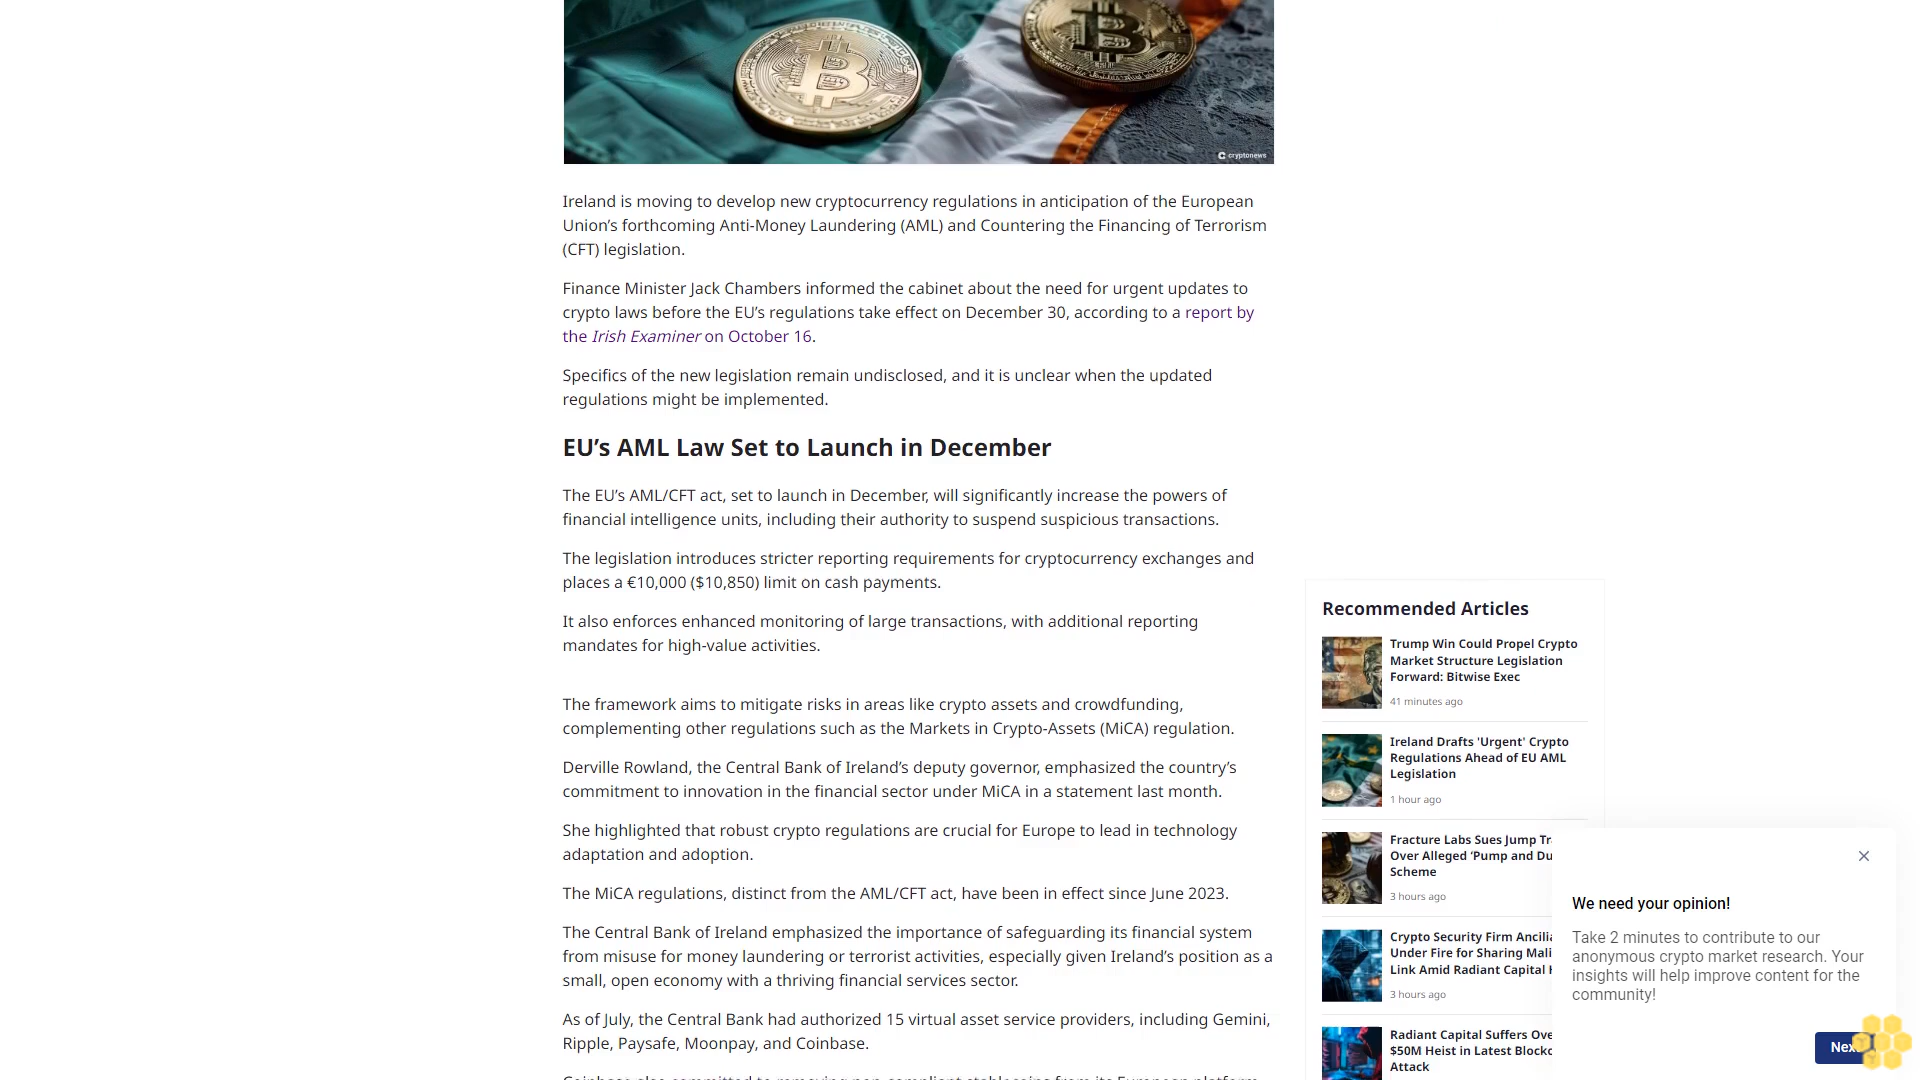 cryptonews
Ireland is moving to develop new cryptocurrency regulations in anticipation of the European
Union’s forthcoming Anti-Money Laundering (AML) and Countering the Financing of Terrorism
(CFT) legislation.
Finance Minister Jack Chambers informed the cabinet about the need for urgent updates to
crypto laws before the EU’s regulations take effect on December 30, according to a report by
the Irish Examiner on October 16.
Specifics of the new legislation remain undisclosed, and it is unclear when the updated
regulations might be implemented.
EU’s AML Law Set to Launch in December
The EU’s AML/CFT act, set to launch in December, will significantly increase the powers of
financial intelligence units, including their authority to suspend suspicious transactions.
The legislation introduces stricter reporting requirements for cryptocurrency exchanges and
places a €10,000 ($10,850) limit on cash payments.
It also enforces enhanced monitoring of large transactions, with additional reporting
mandates for high-value activities.
The framework aims to mitigate risks in areas like crypto assets and crowdfunding,
complementing other regulations such as the Markets in Crypto-Assets (MiCA) regulation.
Derville Rowland, the Central Bank of Ireland’s deputy governor, emphasized the country’s
commitment to innovation in the financial sector under MiCA in a statement last month.
She highlighted that robust crypto regulations are crucial for Europe to lead in technology
adaptation and adoption.
The MiCA regulations, distinct from the AML/CFT act, have been in effect since June 2023.
The Central Bank of Ireland emphasized the importance of safeguarding its financial system
from misuse for money laundering or terrorist activities, especially given Ireland’s position as a
small, open economy with a thriving financial services sector.
As of July, the Central Bank had authorized 15 virtual asset service providers, including Gemini,
Ripple, Paysafe, Moonpay, and Coinbase.
Coinbase also committed to removing non-compliant stablecoins from its European platform
Recommended Articles
Trump Win Could Propel Crypto
Market Structure Legislation
Forward: Bitwise Exec
41 minutes ago
Ireland Drafts 'Urgent' Crypto
Regulations Ahead of EU AML
Legislation
1 hour ago
Fracture Labs Sues Jump Tr
Over Alleged ‘Pump and Du
Scheme
3 hours ago
Crypto Security Firm Ancilia
Under Fire for Sharing Mali
Link Amid Radiant Capital
3 hours ago
Radiant Capital Suffers Ove
$50M Heist in Latest Blockc
Attack
We need your opinion!
Take 2 minutes to contribute to our
anonymous crypto market research. Your
insights will help improve content for the
community!
Nex